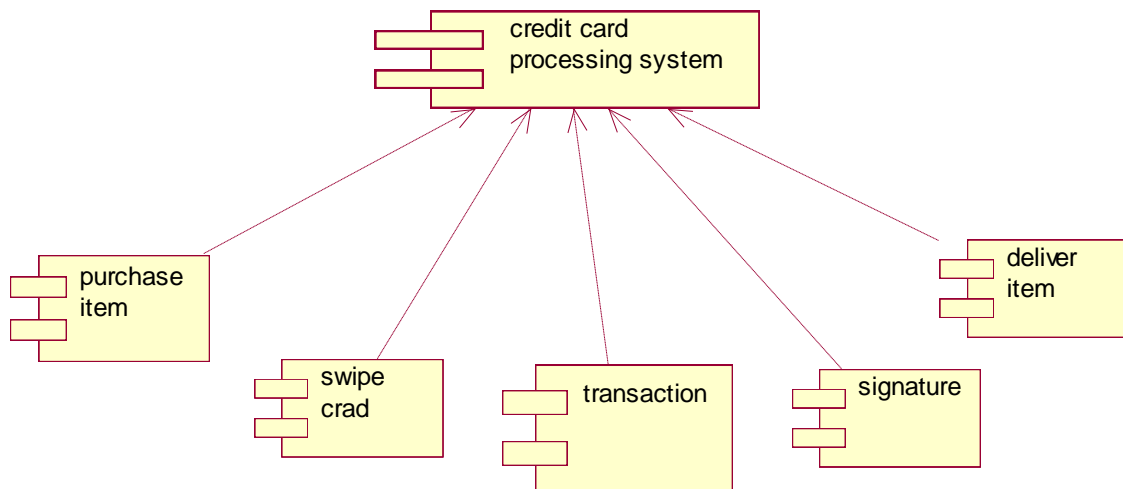 credit card
processing system
purchase
item
swipe
crad
transaction
signature
deliver
item